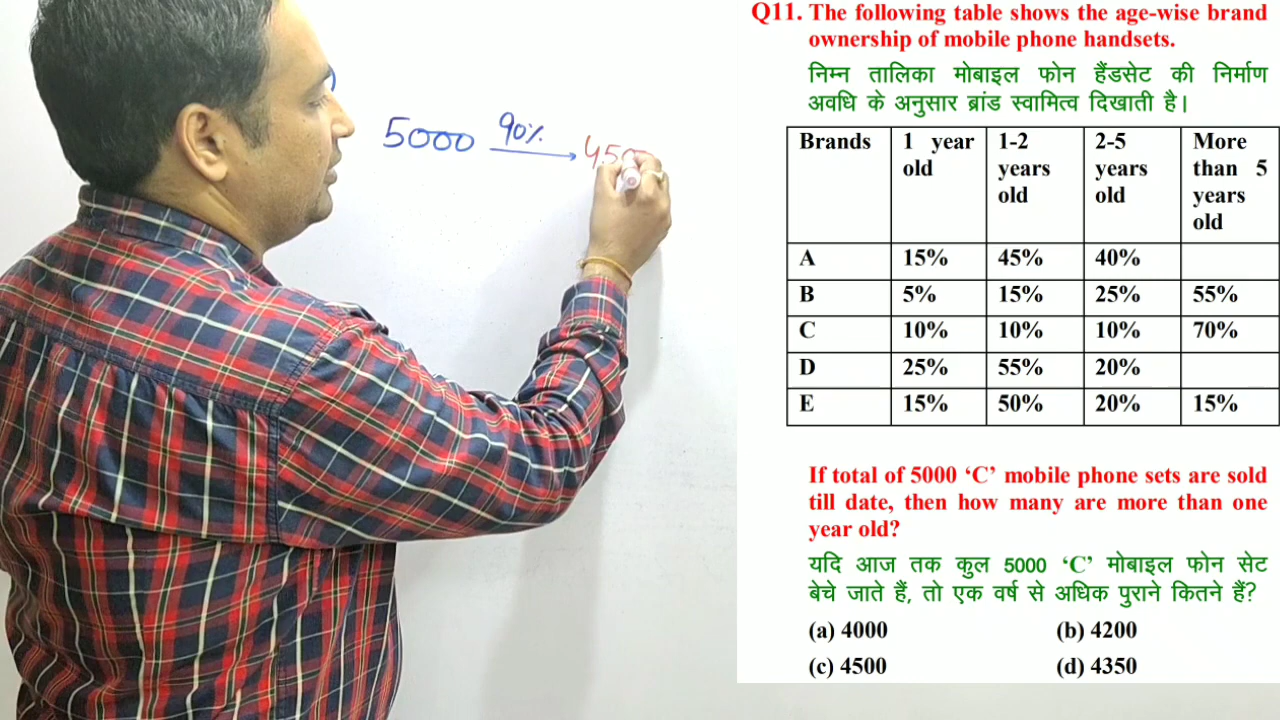 5000 90%
Q11. The following table shows the age-wise brand
ownership of mobile phone handsets.
निम्न तालिका मोबाइल फोन हैंडसेट की निर्माण
अवधि के अनुसार ब्रांड स्वामित्व दिखाती है।
Brands 1 year old 1-2 years old 2-5 years old More than 5 years old
A 15% 45% 40%
B 5% 15% 25% 55%
C 10% 10% 10% 70%
D 25% 55% 20%
E 15% 50% 20% 15%
If total of 5000 ‘C’ mobile phone sets are sold
till date, then how many are more than one
year old?
यदि आज तक कुल 5000 ‘C’ मोबाइल फोन सेट
बेचे जाते हैं, तो एक वर्ष से अधिक पुराने कितने हैं?
(a) 4000 (b) 4200
(c) 4500 (d) 4350